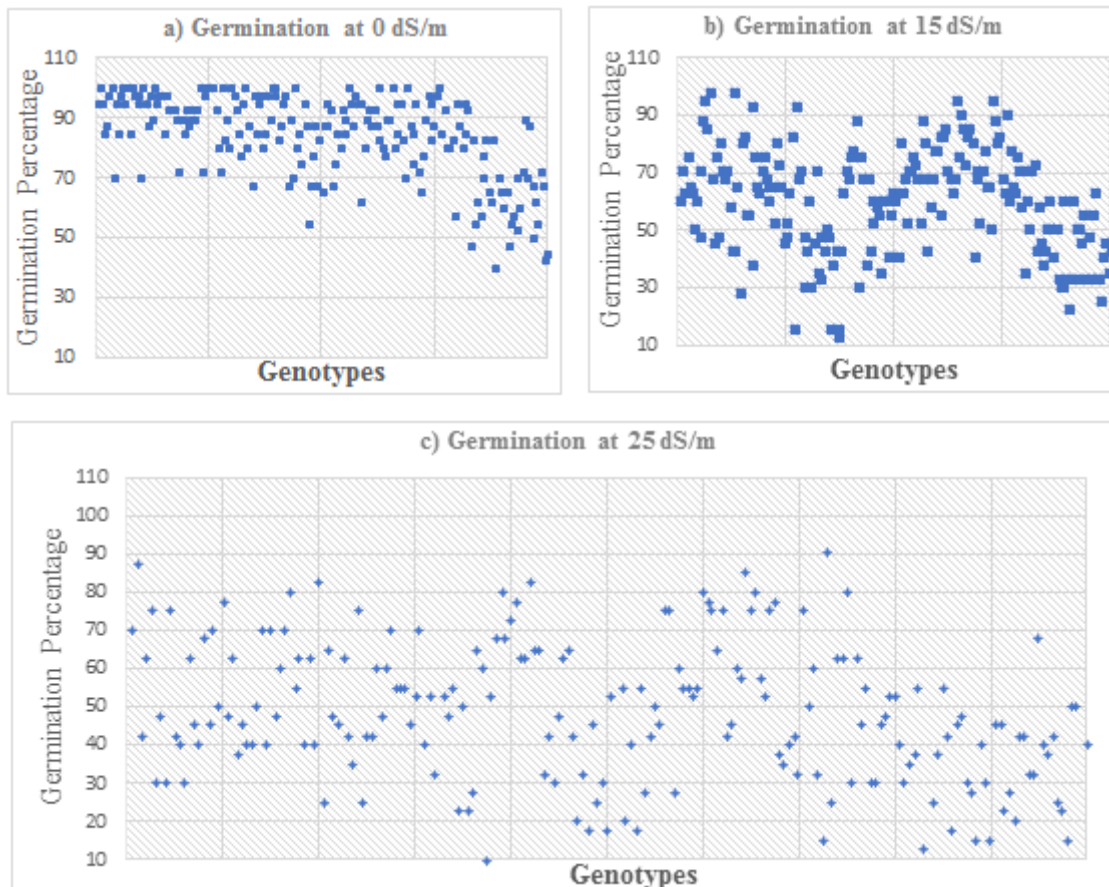 a) Germination at 0 dS/m
110
90
70
50
30
10
Germination Percentage
Genotypes
b) Germination at 15 dS/m
110
90
70
50
30
10
Germination Percentage
Genotypes
c) Germination at 25 dS/m
110
100
90
80
70
60
50
40
30
20
10
Germination Percentage
Genotypes